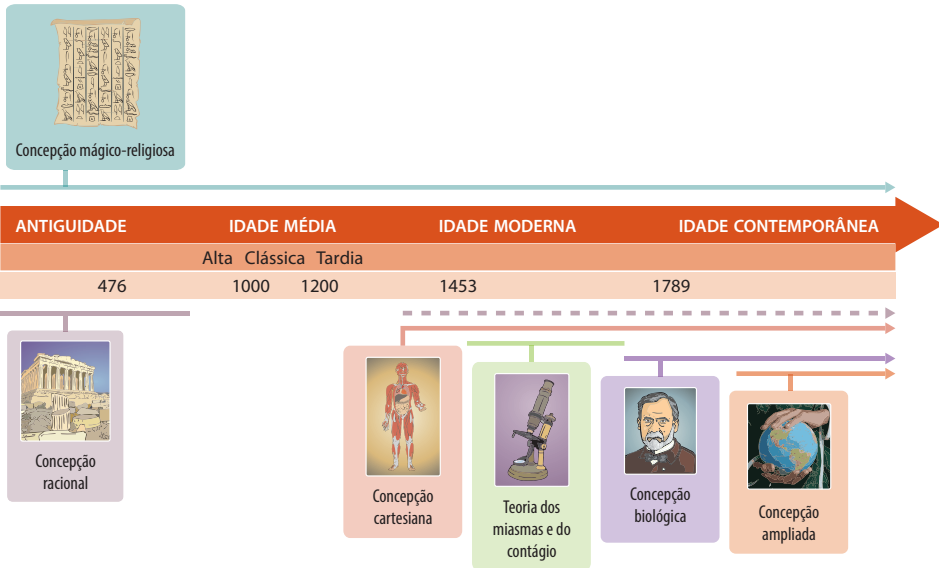 Concepção mágico-religiosa
ANTIGUIDADE IDADE MÉDIA IDADE MODERNA IDADE CONTEMPORÂNEA
Alta Clássica Tardia
476 1000 1200 1453 1789
Concepção
racional
Concepção
cartesiana
Teoria dos
miasmas e do
contágio
Concepção
biológica
Concepção
ampliada